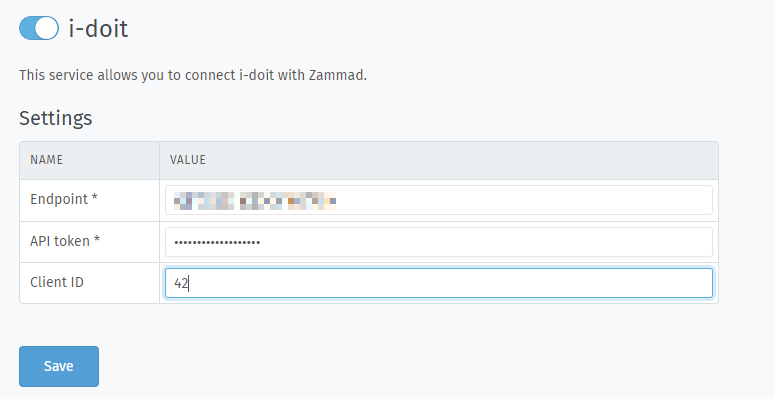 i-doit
This service allows you to connect i-doit with Zammad.
Settings
NAME VALUE
Endpoint *
API token * •••••••••••••••••••
Client ID 42
Save